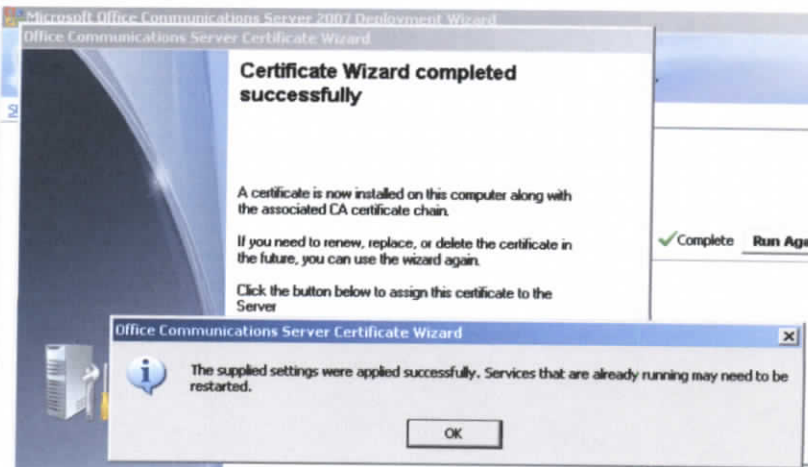 Microsoft Office Communications Server 2007 Deployment Wizard
Office Communications Server Certificate Wizard
Certificate Wizard completed
successfully
A certificate is now installed on this computer along with
the associated CA certificate chain.
If you need to renew, replace, or delete the certificate in
the future, you can use the wizard again.
Click the button below to assign this certificate to the
Server
Complete Run Aga
Office Communications Server Certificate Wizard
The supplied settings were applied successfully. Services that are already running may need to be
restarted.
OK